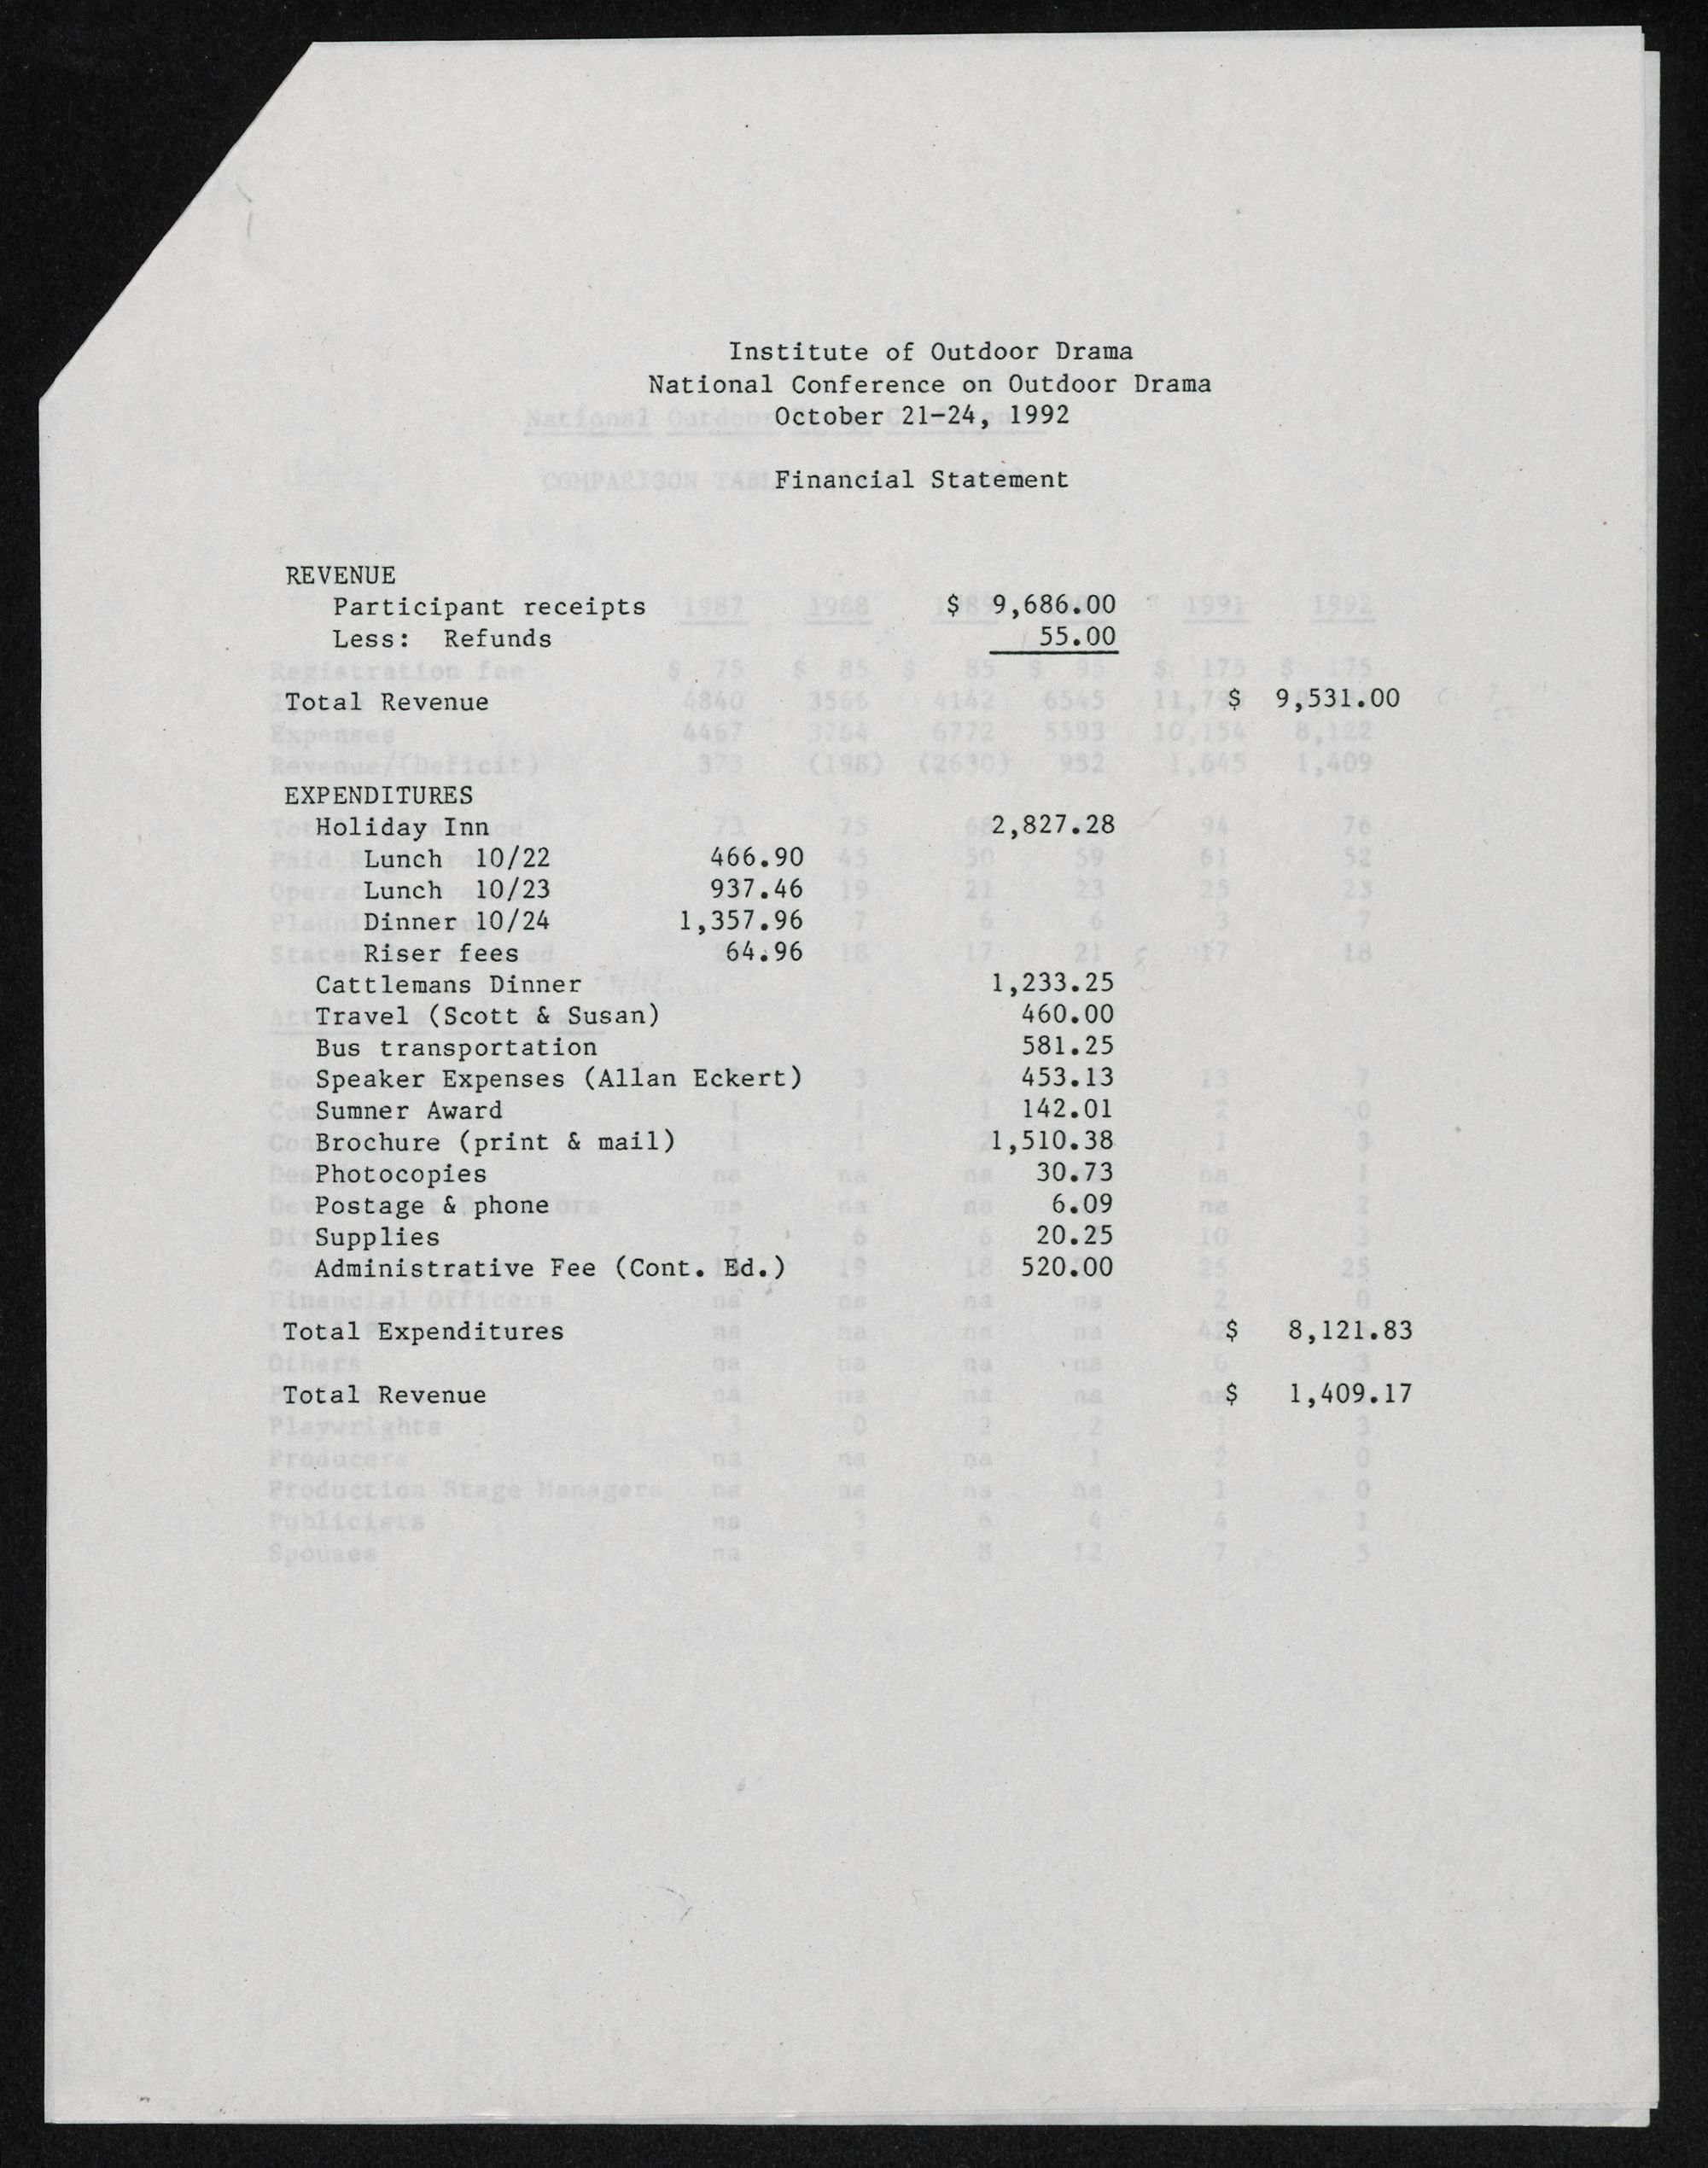 Institute of Outdoor Drama
National Conference on Outdoor Drama
October 21-24, 1992
Financial Statement
REVENUE
Participant receipts $ 9,686.00
Less: Refunds 55.00
Total Revenue $ 9,531.00
EXPENDITURES
Holiday Inn 2,827.28
Lunch 10/22 466.90
Lunch 10/23 937.46
Dinner 10/24 1,357.96
Riser fees 64.96
Cattlemans Dinner 1,233.25
Travel (Scott & Susan) 460.00
Bus transportation 581.25
Speaker Expenses (Allan Eckert) 453.13
Sumner Award 142.01
Brochure (print & mail) 1,510.38
Photocopies 30.73
Postage & phone 6.09
Supplies 20.25
Administrative Fee (Cont. Ed.) 520.00
Total Expenditures $ 8,121.83
Total Revenue $ 1,409.17